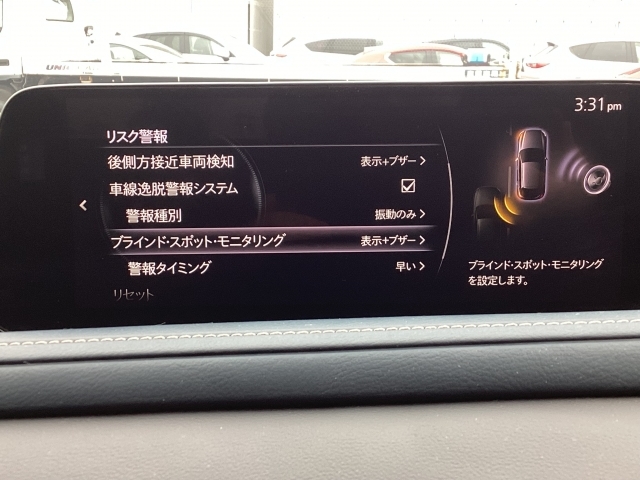 UNIC
3:31pm
リスク警報
後側方接近車両検知 表示+ブザー
車線逸脱警報システム
警報種別 振動のみ
ブラインド・スポット・モニタリング 表示+ブザー
警報タイミング 早い
リセット
ブラインド・スポット・モニタリング
を設定します。